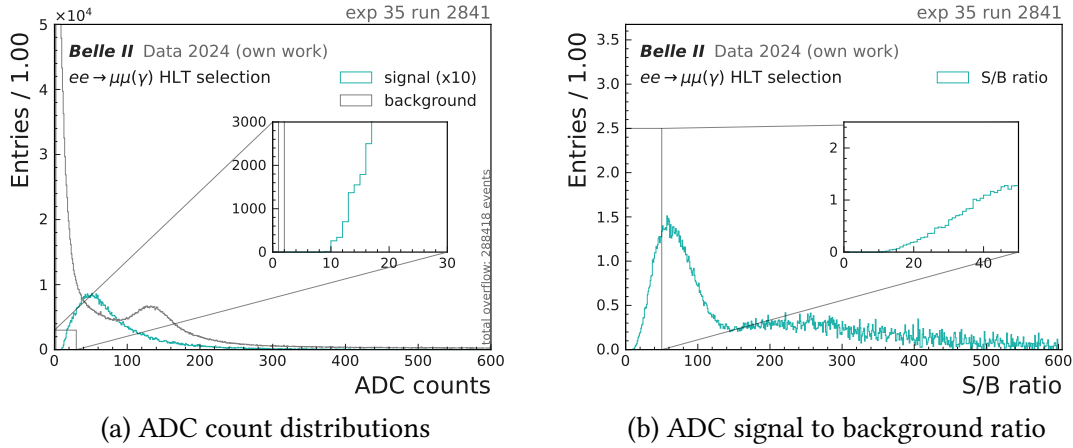 exp 35 run 2841
×10⁴
Belle II Data 2024 (own work)
ee→μμ(γ) HLT selection
signal (x10)
background
Entries / 1.00
5
4
3
2
1
0
3000
2000
1000
0
0 10 20 30
total overflow: 288418 events
0 100 200 300 400 500 600
ADC counts
(a) ADC count distributions
exp 35 run 2841
Belle II Data 2024 (own work)
ee→μμ(γ) HLT selection
S/B ratio
Entries / 1.00
3.5
3.0
2.5
2.0
1.5
1.0
0.5
0.0
2
1
0
0 20 40
0 100 200 300 400 500 600
S/B ratio
(b) ADC signal to background ratio